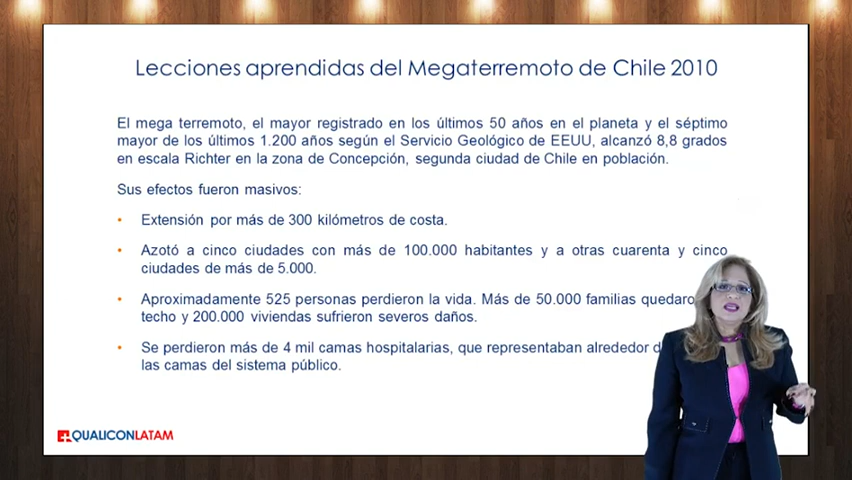 Lecciones aprendidas del Megaterremoto de Chile 2010
El mega terremoto, el mayor registrado en los últimos 50 años en el planeta y el séptimo
mayor de los últimos 1.200 años según el Servicio Geológico de EEUU, alcanzó 8,8 grados
en escala Richter en la zona de Concepción, segunda ciudad de Chile en población.
Sus efectos fueron masivos:
• Extensión por más de 300 kilómetros de costa.
• Azotó a cinco ciudades con más de 100.000 habitantes y a otras cuarenta y cinco
ciudades de más de 5.000.
• Aproximadamente 525 personas perdieron la vida. Más de 50.000 familias quedaro
techo y 200.000 viviendas sufrieron severos daños.
• Se perdieron más de 4 mil camas hospitalarias, que representaban alrededor
las camas del sistema público.
QUALICONLATAM